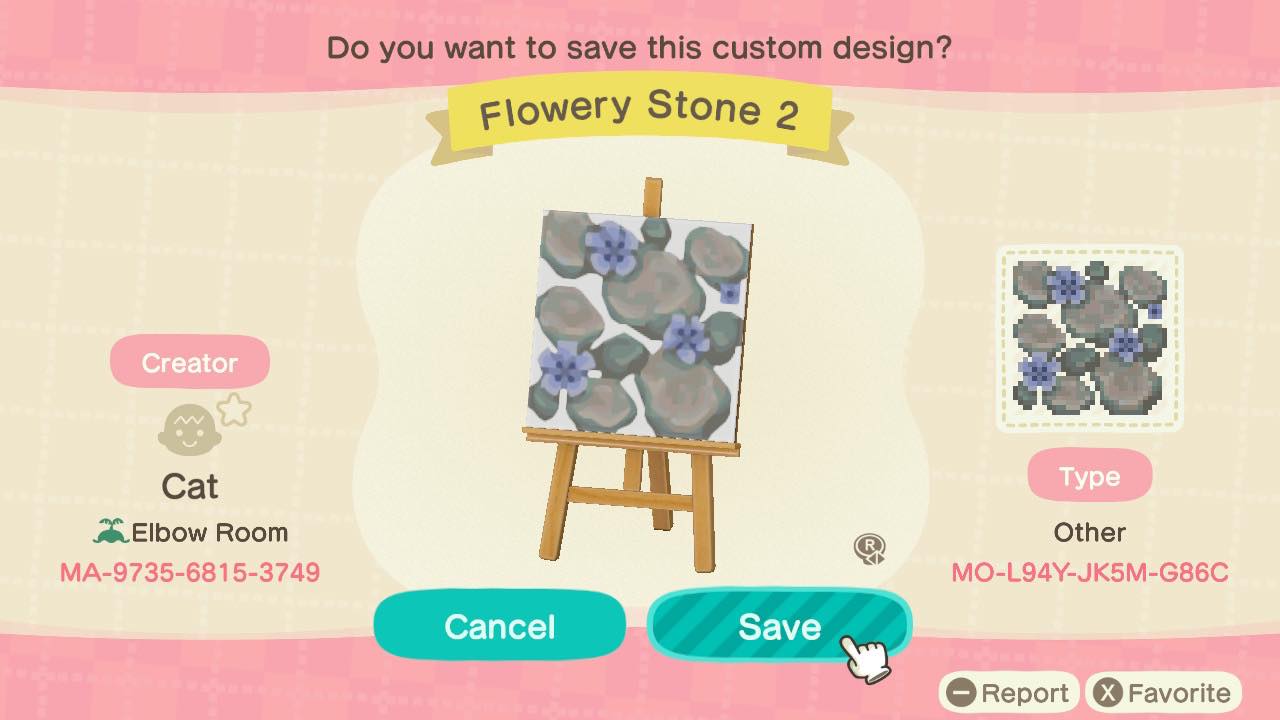 Do you want to save this custom design?
Flowery Stone 2
Creator
Cat
Elbow Room
MA-9735-6815-3749
Type
Other
MO-L94Y-JK5M-G86C
R
Cancel
Save
Report
X Favorite